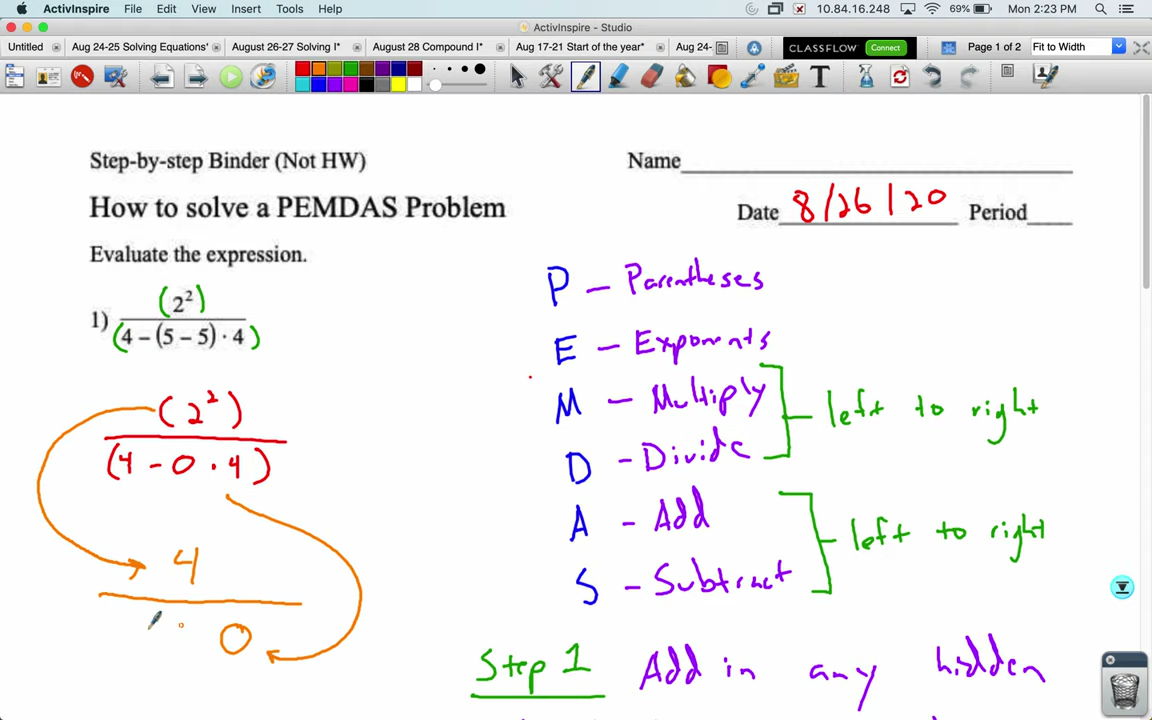 ActivInspire File Edit View Insert Tools Help 10.84.16.248 69% Mon 2:23 PM
ActivInspire - Studio
Untitled Aug 24-25 Solving Equations* August 26-27 Solving I* August 28 Compound I* Aug 17-21 Start of the year* Aug 24- CLASSFLOW Connect Page 1 of 2 Fit to Width
Step-by-step Binder (Not HW) Name
How to solve a PEMDAS Problem Date 8/26/20 Period
Evaluate the expression.
1) (2²)
(4 – (5 – 5) · 4)
P – Parentheses
E – Exponents
M – Multiply
D – Divide
left to right
A – Add
S – Subtract
left to right
(2²)
(4 – 0 · 4)
4
0
Step 1 Add in any hidden